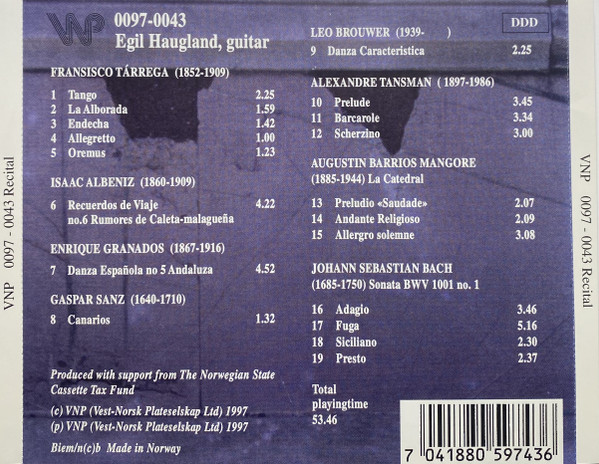 VNP 0097-0043
Egil Haugland, guitar
FRANSISCO TÁRREGA (1852-1909)
1 Tango 2.25
2 La Alborada 1.59
3 Endecha 1.42
4 Allegretto 1.00
5 Oremus 1.23
ISAAC ALBENIZ (1860-1909)
6 Recuerdos de Viaje 4.22
no.6 Rumores de Caleta-malagueña
ENRIQUE GRANADOS (1867-1916)
7 Danza Española no 5 Andaluza 4.52
GASPAR SANZ (1640-1710)
8 Canarios 1.32
Produced with support from The Norwegian State
Cassette Tax Fund
(c) VNP (Vest-Norsk Plateselskap Ltd) 1997
(p) VNP (Vest-Norsk Plateselskap Ltd) 1997
Biem/n(c)b Made in Norway
LEO BROUWER (1939- )
DDD
9 Danza Caracteristica 2.25
ALEXANDRE TANSMAN ( 1897-1986)
10 Prelude 3.45
11 Barcarole 3.34
12 Scherzino 3.00
AUGUSTIN BARRIOS MANGORE
(1885-1944) La Catedral
13 Preludio «Saudade» 2.07
14 Andante Religioso 2.09
15 Allergro solemne 3.08
JOHANN SEBASTIAN BACH
(1685-1750) Sonata BWV 1001 no. 1
16 Adagio 3.46
17 Fuga 5.16
18 Siciliano 2.30
19 Presto 2.37
Total
playingtime
53.46
7 041880 597436
VNP 0097 - 0043 Recital
VNP 0097 - 0043 Recital